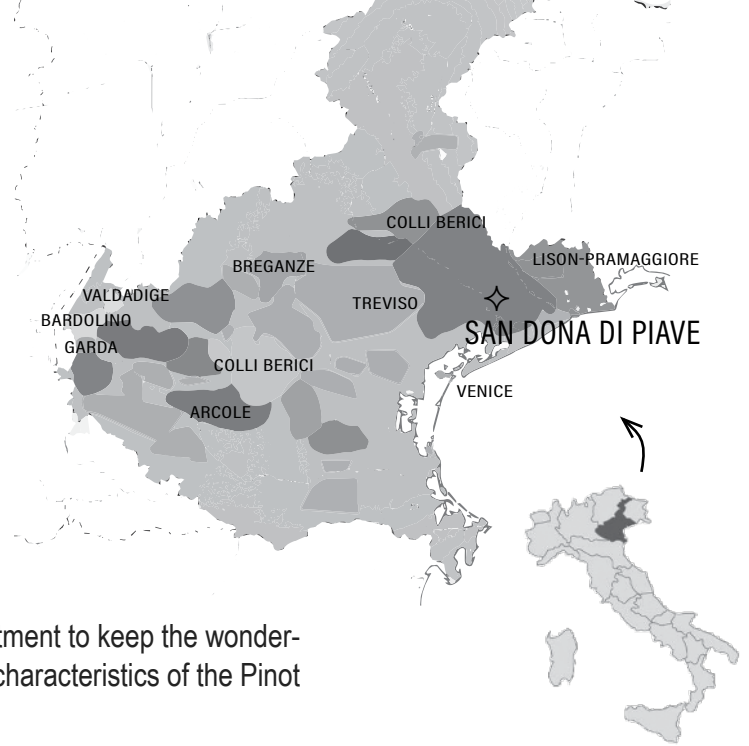 COLLI BERICI
BREGANZE
LISON-PRAMAGGIORE
VALDADIGE
TREVISO
BARDOLINO
SAN DONA DI PIAVE
GARDA
COLLI BERICI
VENICE
ARCOLE
tment to keep the wonder-
characteristics of the Pinot